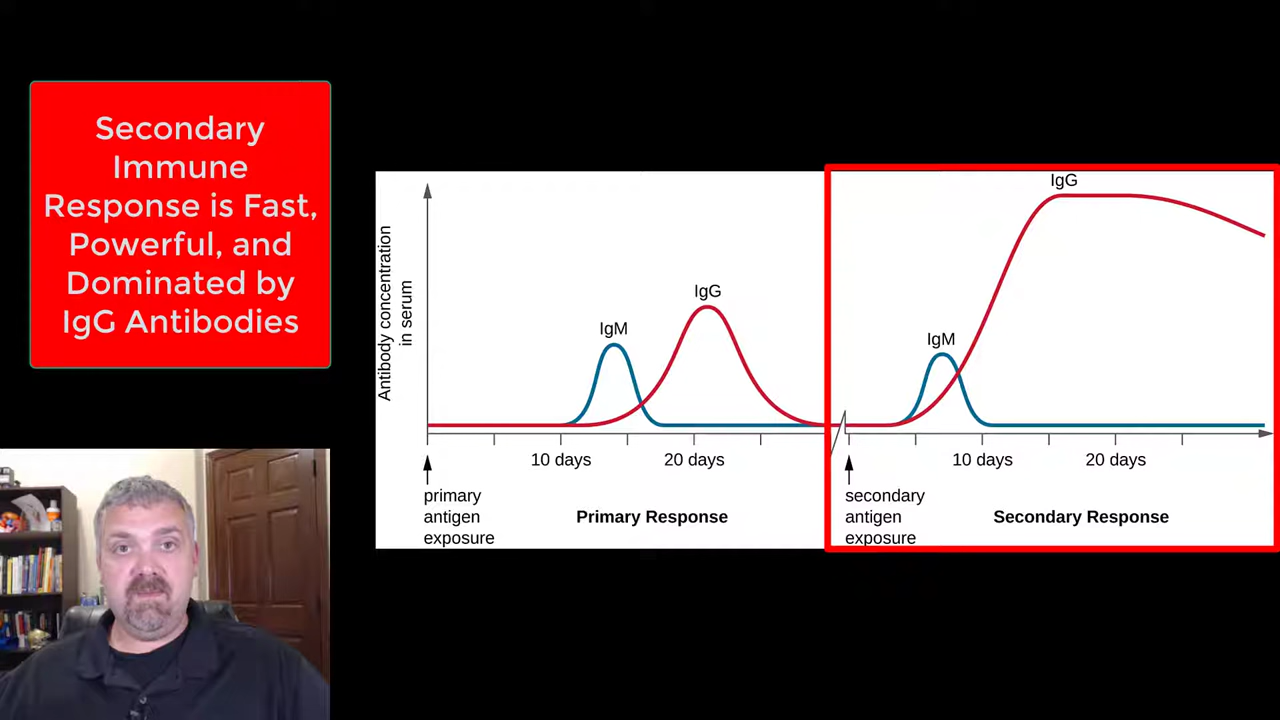 Secondary
Immune
Response is Fast,
Powerful, and
Dominated by
IgG Antibodies
Antibody concentration
in serum
IgM
IgG
10 days
20 days
primary
antigen
exposure
Primary Response
IgM
IgG
10 days
20 days
secondary
antigen
exposure
Secondary Response